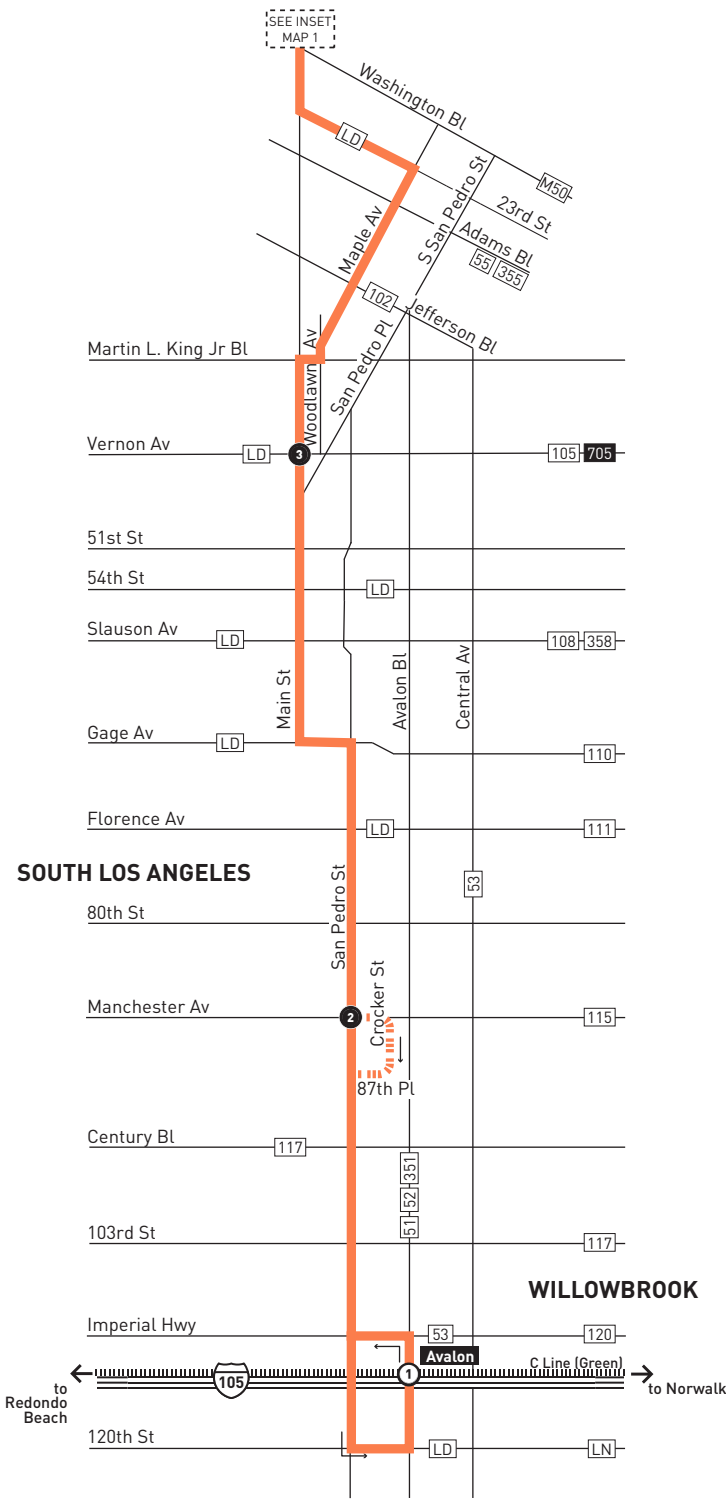 SEE INSET
MAP 1
Washington Bl
LD
M50
S San Pedro St
23rd St
Adams Bl
55
355
Maple Av
102
Jefferson Bl
San Pedro Pl
Woodlawn Av
Martin L. King Jr Bl
Vernon Av
LD
3
105
705
51st St
54th St
LD
Slauson Av
LD
108
358
Main St
Avalon Bl
Central Av
Gage Av
LD
110
Florence Av
LD
111
SOUTH LOS ANGELES
53
80th St
San Pedro St
Crocker St
Manchester Av
2
115
87th Pl
Century Bl
117
351
52
51
103rd St
117
WILLOWBROOK
Imperial Hwy
53
120
Avalon
C Line (Green)
1
105
to
Redondo
Beach
to Norwalk
120th St
LD
LN